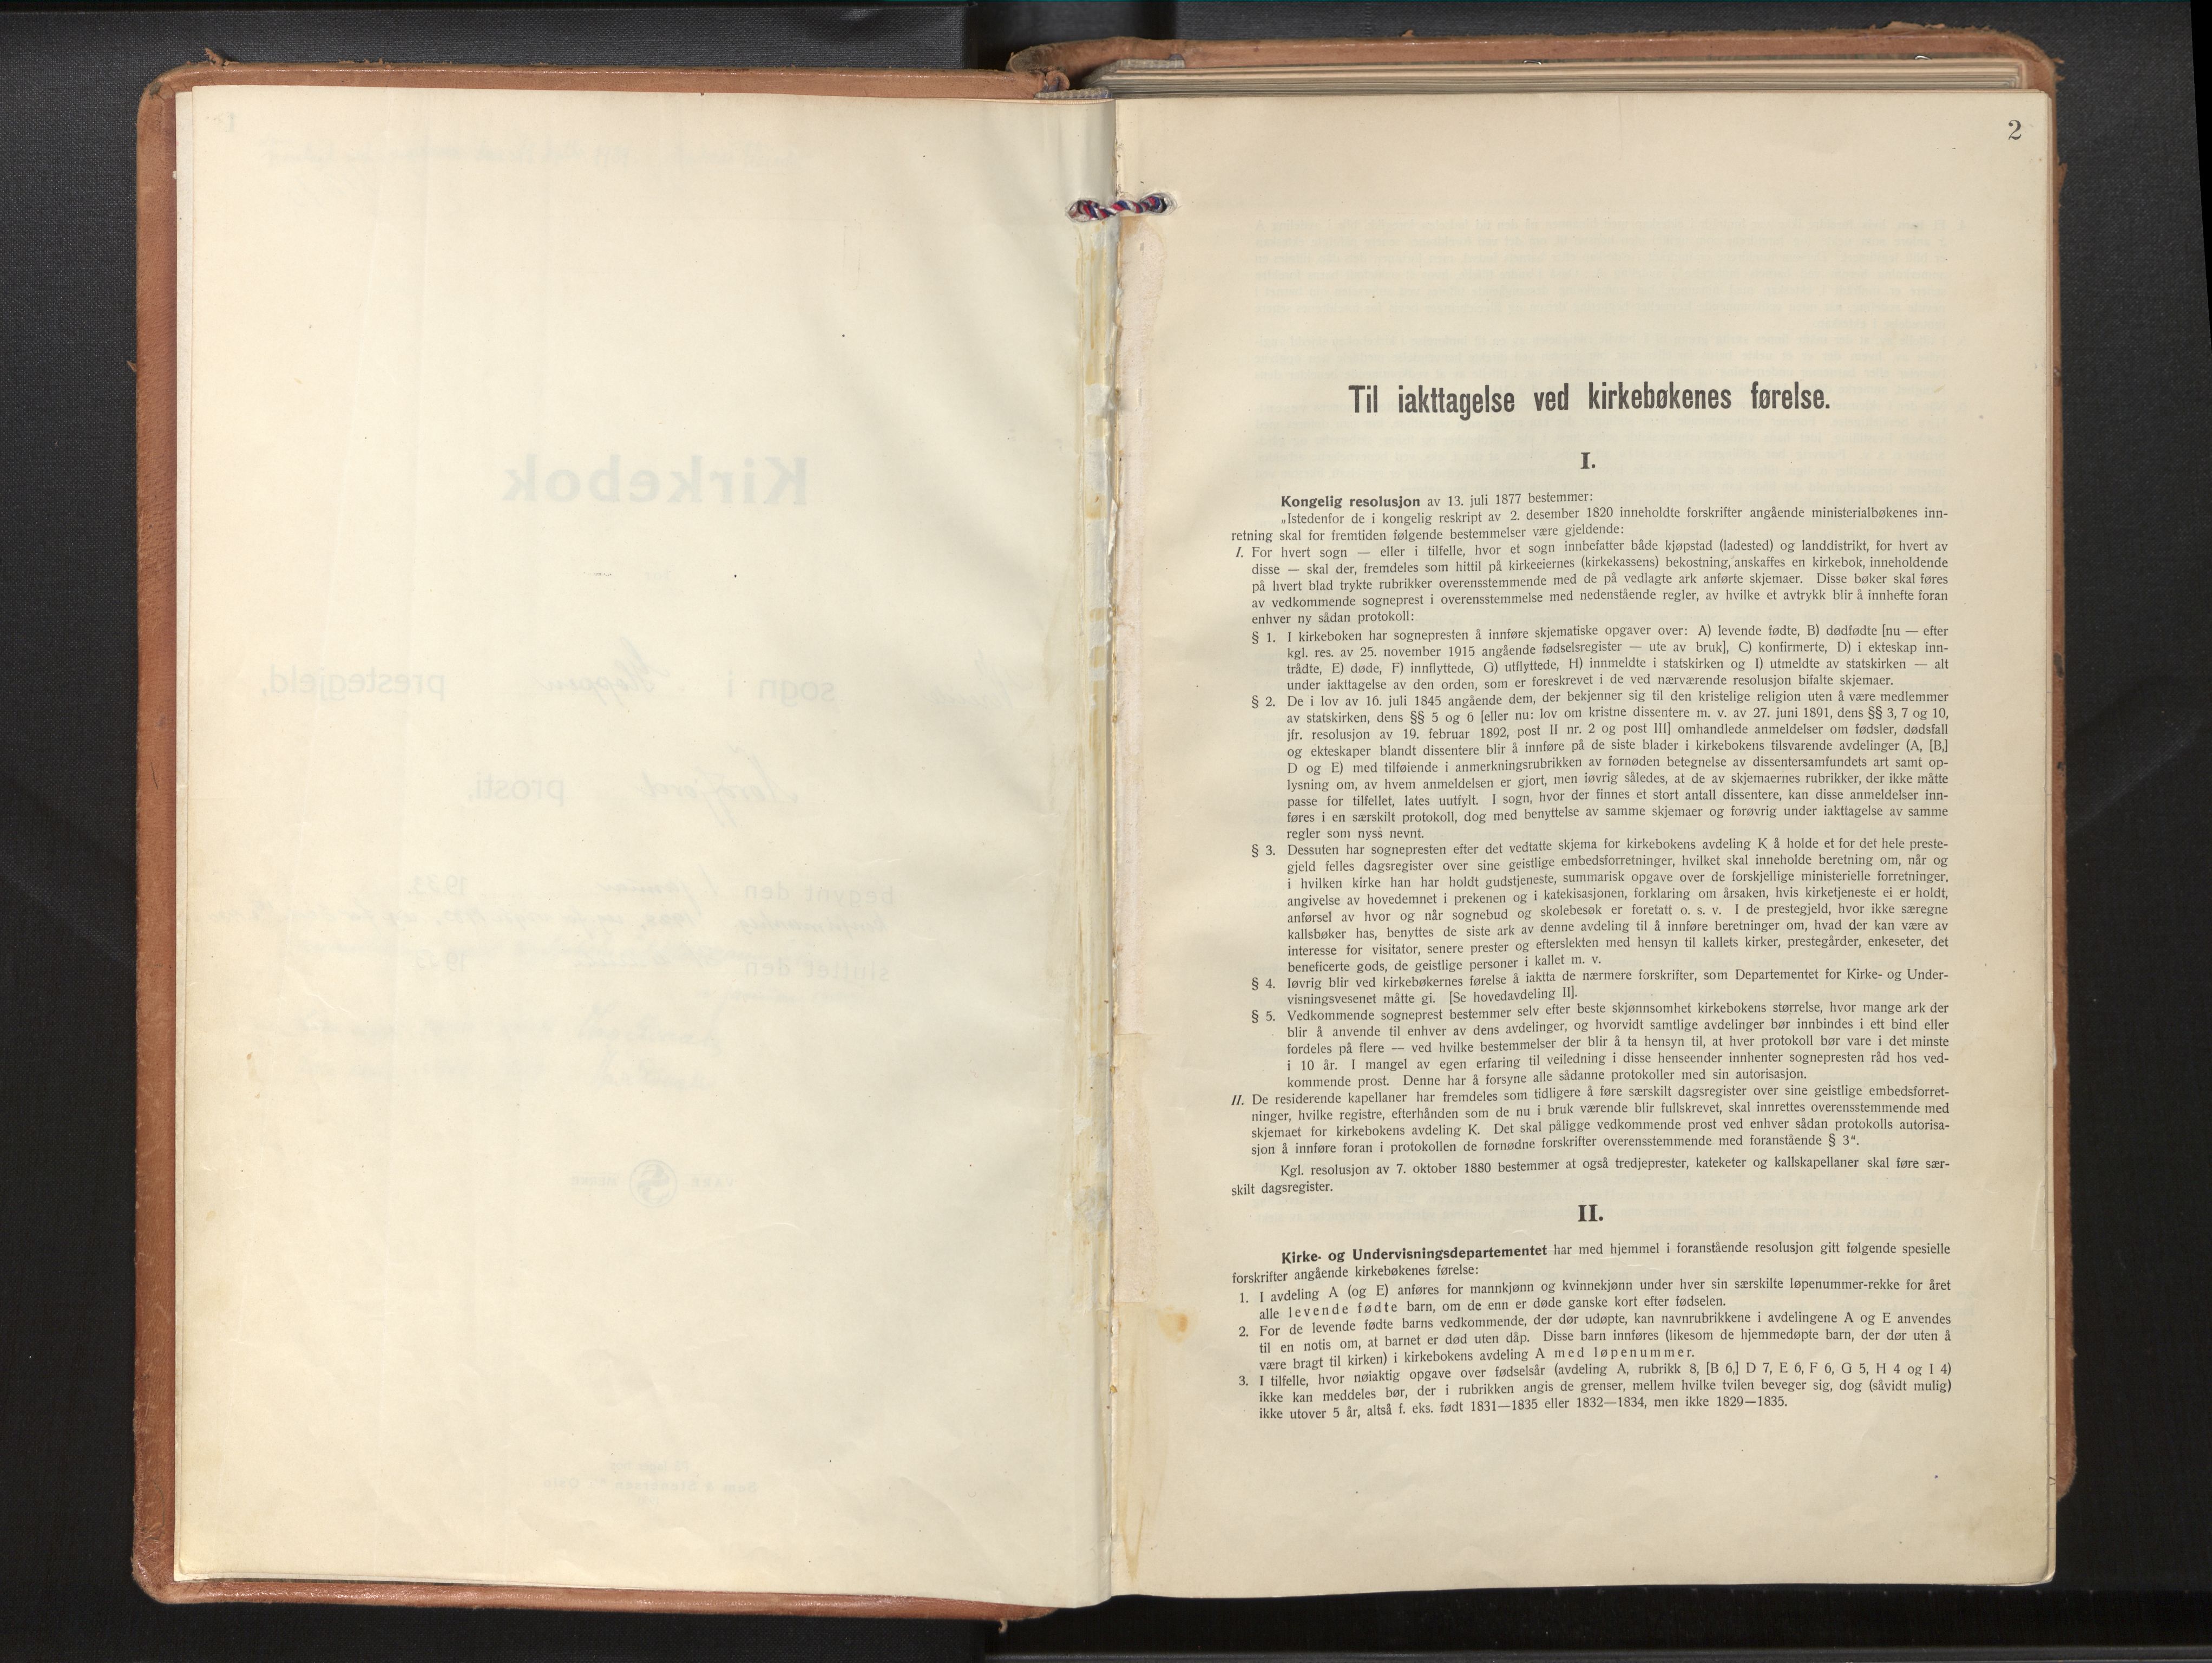 2
Til iakttagelse ved kirkebøkenes førelse.
I.
Kongelig resolusjon av 13. juli 1877 bestemmer:
„Istedenfor de i kongelig reskript av 2. desember 1820 inneholdte forskrifter angående ministerialbøkenes inn-
retning skal for fremtiden følgende bestemmelser være gjeldende:
I. For hvert sogn — eller i tilfelle, hvor et sogn innbefatter både kjøpstad (ladested) og landdistrikt, for hvert av
disse — skal der, fremdeles som hittil på kirkeeiernes (kirkekassens) bekostning, anskaffes en kirkebok, inneholdende
på hvert blad trykte rubrikker overensstemmende med de på vedlagte ark anførte skjemaer. Disse bøker skal føres
av vedkommende sogneprest i overensstemmelse med nedenstående regler, av hvilke et avtrykk blir å innhefte foran
enhver ny sådan protokoll:
§ 1. I kirkeboken har sognepresten å innføre skjematiske opgaver over: A) levende fødte, B) dødfødte [nu — efter
kgl. res. av 25. november 1915 angående fødselsregister — ute av bruk], C) konfirmerte, D) i ekteskap inn-
trådte, E) døde, F) innflyttede, G) utflyttede, H) innmeldte i statskirken og I) utmeldte av statskirken — alt
under iakttagelse av den orden, som er foreskrevet i de ved nærværende resolusjon bifalte skjemaer.
§ 2. De i lov av 16. juli 1845 angående dem, der bekjenner sig til den kristelige religion uten å være medlemmer
av statskirken, dens §§ 5 og 6 [eller nu: lov om kristne dissentere m. v. av 27. juni 1891, dens §§ 3, 7 og 10,
jfr. resolusjon av 19. februar 1892, post II nr. 2 og post III] omhandlede anmeldelser om fødsler, dødsfall
og ekteskaper blandt dissentere blir å innføre på de siste blader i kirkebokens tilsvarende avdelinger (A, [B,]
D og E) med tilføiende i anmerkningsrubrikken av fornøden betegnelse av dissentersamfundets art samt op-
lysning om, av hvem anmeldelsen er gjort, men iøvrig således, at de av skjemaernes rubrikker, der ikke måtte
passe for tilfellet, lates uutfylt. I sogn, hvor der finnes et stort antall dissentere, kan disse anmeldelser inn-
føres i en særskilt protokoll, dog med benyttelse av samme skjemaer og forøvrig under iakttagelse av samme
regler som nyss nevnt.
§ 3. Dessuten har sognepresten efter det vedtatte skjema for kirkebokens avdeling K å holde et for det hele preste-
gjeld felles dagsregister over sine geistlige embedsforretninger, hvilket skal inneholde beretning om, når og
i hvilken kirke han har holdt gudstjeneste, summarisk opgave over de forskjellige ministerielle forretninger,
angivelse av hovedemnet i prekenen og i katekisasjonen, forklaring om årsaken, hvis kirketjeneste ei er holdt,
anførsel av hvor og når sognebud og skolebesøk er foretatt o. s. v. I de prestegjeld, hvor ikke særegne
kallsbøker has, benyttes de siste ark av denne avdeling til å innføre beretninger om, hvad der kan være av
interesse for visitator, senere prester og efterslekten med hensyn til kallets kirker, prestegårder, enkeseter, det
beneficerte gods, de geistlige personer i kallet m. v.
§ 4. Iøvrig blir ved kirkebøkernes førelse å iaktta de nærmere forskrifter, som Departementet for Kirke- og Under-
visningsvesenet måtte gi. [Se hovedavdeling II].
§ 5. Vedkommende sogneprest bestemmer selv efter beste skjønnsomhet kirkebokens størrelse, hvor mange ark der
blir å anvende til enhver av dens avdelinger, og hvorvidt samtlige avdelinger bør innbindes i ett bind eller
fordeles på flere — ved hvilke bestemmelser der blir å ta hensyn til, at hver protokoll bør vare i det minste
i 10 år. I mangel av egen erfaring til veiledning i disse henseender innhenter sognepresten råd hos ved-
kommende prost. Denne har å forsyne alle sådanne protokoller med sin autorisasjon.
II. De residerende kapellaner har fremdeles som tidligere å føre særskilt dagsregister over sine geistlige embedsforret-
ninger, hvilke registre, efterhånden som de nu i bruk værende blir fullskrevet, skal innrettes overensstemmende med
skjemaet for kirkebokens avdeling K. Det skal påligge vedkommende prost ved enhver sådan protokolls autorisa-
sjon å innføre foran i protokollen de fornødne forskrifter overensstemmende med foranstående § 3“.
Kgl. resolusjon av 7. oktober 1880 bestemmer at også tredjeprester, kateketer og kallskapellaner skal føre sær-
skilt dagsregister.
II.
Kirke- og Undervisningsdepartementet har med hjemmel i foranstående resolusjon gitt følgende spesielle
forskrifter angående kirkebøkenes førelse:
1. I avdeling A (og E) anføres for mannkjønn og kvinnekjønn under hver sin særskilte løpenummer-rekke for året
alle levende fødte barn, om de enn er døde ganske kort efter fødselen.
2. For de levende fødte barns vedkommende, der dør udøpte, kan navnrubrikkene i avdelingene A og E anvendes
til en notis om, at barnet er død uten dåp. Disse barn innføres (likesom de hjemmedøpte barn, der dør uten å
være bragt til kirken) i kirkebokens avdeling A med løpenummer.
3. I tilfelle, hvor nøiaktig opgave over fødselsår (avdeling A, rubrikk 8, [B 6,] D 7, E 6, F 6, G 5, H 4 og I 4)
ikke kan meddeles bør, der i rubrikken angis de grenser, mellem hvilke tvilen beveger sig, dog (såvidt mulig)
ikke utover 5 år, altså f. eks. født 1831—1835 eller 1832—1834, men ikke 1829—1835.